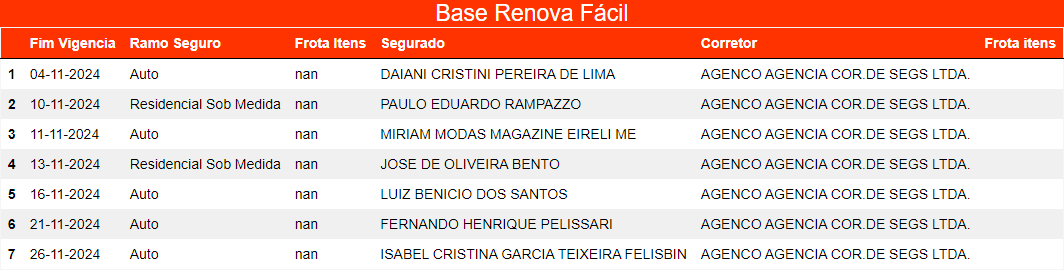 Base Renova Fácil
Fim Vigencia Ramo Seguro Frota Itens Segurado Corretor Frota itens
1 04-11-2024 Auto nan DAIANI CRISTINI PEREIRA DE LIMA AGENCO AGENCIA COR.DE SEGS LTDA.
2 10-11-2024 Residencial Sob Medida nan PAULO EDUARDO RAMPAZZO AGENCO AGENCIA COR.DE SEGS LTDA.
3 11-11-2024 Auto nan MIRIAM MODAS MAGAZINE EIRELI ME AGENCO AGENCIA COR.DE SEGS LTDA.
4 13-11-2024 Residencial Sob Medida nan JOSE DE OLIVEIRA BENTO AGENCO AGENCIA COR.DE SEGS LTDA.
5 16-11-2024 Auto nan LUIZ BENICIO DOS SANTOS AGENCO AGENCIA COR.DE SEGS LTDA.
6 21-11-2024 Auto nan FERNANDO HENRIQUE PELISSARI AGENCO AGENCIA COR.DE SEGS LTDA.
7 26-11-2024 Auto nan ISABEL CRISTINA GARCIA TEIXEIRA FELISBIN AGENCO AGENCIA COR.DE SEGS LTDA.